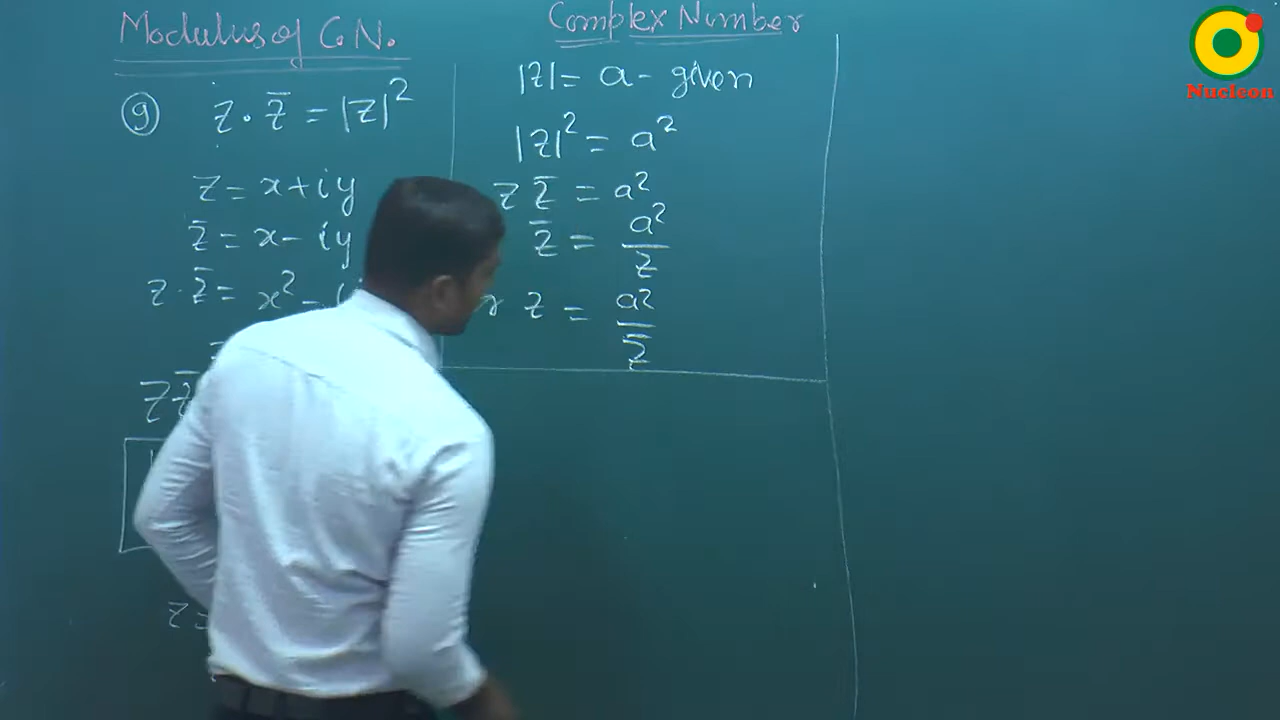 Modulus of C.N.
Complex Number
⑨ z · z̄ = |z|²
z = x + iy
z̄ = x - iy
z · z̄ = x² -
z z̄
z =
|z| = a - given
|z|² = a²
z z̄ = a²
z̄ = a²/z
r z = a²/z̄
Nucleon